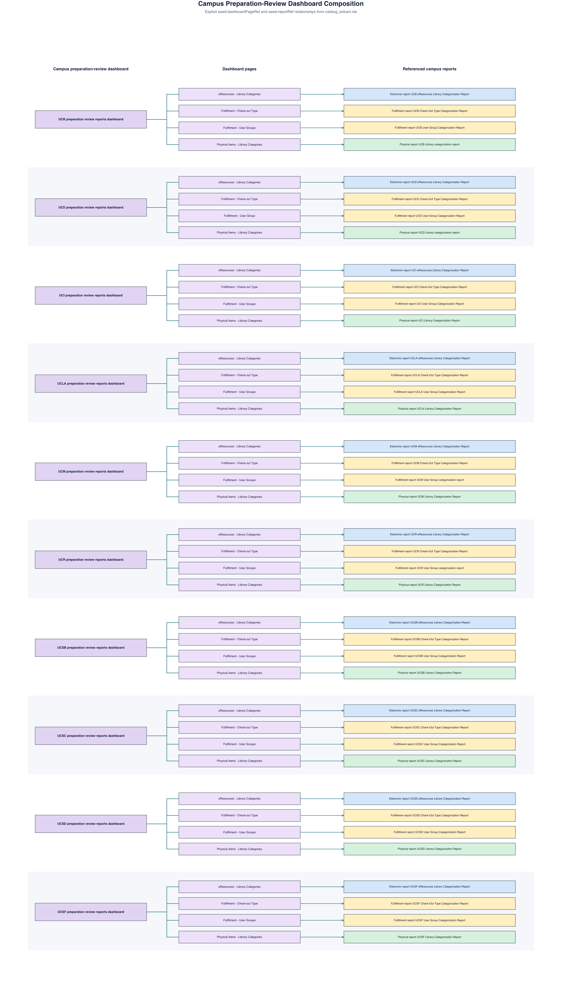 Campus Preparation-Review Dashboard Composition
Explicit sawd:dashboardPageRef and sawd:reportRef relationships from catalog_extract.rds
Campus preparation-review dashboard
Dashboard pages
Referenced campus reports
UCB preparation review reports dashboard
eResources - Library Categories
Electronic report UCB eResources Library Categorization Report
Fulfillment - Check-out Type
Fulfillment report UCB Check-Out Type Categorization Report
Fulfillment - User Groups
Fulfillment report UCB User Group Categorization Report
Physical Items - Library Categories
Physical report UCB Library categorization report
UCD preparation review reports dashboard
eResources - Library Categories
Electronic report UCD eResources Library Categorization Report
Fulfillment - Check-out Type
Fulfillment report UCD Check-Out Type Categorization Report
Fulfillment - User Group
Fulfillment report UCD User Group Categorization Report
Physical Items - Library Categories
Physical report UCD Library categorization report
UCI preparation review reports dashboard
eResources - Library Categories
Electronic report UCI eResources Library Categorization Report
Fulfillment - Check-out Type
Fulfillment report UCI Check-Out Type Categorization Report
Fulfillment - User Groups
Fulfillment report UCI User Group Categorization Report
Physical Items - Library Categories
Physical report UCI Library Categorization Report
UCLA preparation review reports dashboard
eResources - Library Categories
Electronic report UCLA eResources Library Categorization Report
Fulfillment - Check-out Type
Fulfillment report UCLA Check-Out Type Categorization Report
Fulfillment - User Groups
Fulfillment report UCLA User Group Categorization Report
Physical Items - Library Categories
Physical report UCLA Library Categorization Report
UCM preparation review reports dashboard
eResources - Library Categories
Electronic report UCM eResources Library Categorization Report
Fulfillment - Check-out Type
Fulfillment report UCM Check-Out Type Categorization Report
Fulfillment - User Groups
Fulfillment report UCM User Group categorization report
Physical Items - Library Categories
Physical report UCM Library Categorization Report
UCR preparation review reports dashboard
eResources - Library Categories
Electronic report UCR eResources Library Categorization Report
Fulfillment - Check-out Type
Fulfillment report UCR Check-Out Type Categorization Report
Fulfillment - User Groups
Fulfillment report UCR User Group categorization report
Physical Items - Library Categories
Physical report UCR Library Categorization Report
UCSB preparation review reports dashboard
eResources - Library Categories
Electronic report UCSB eResources Library Categorization Report
Fulfillment - Check-out Type
Fulfillment report UCSB Check-Out Type Categorization Report
Fulfillment - User Groups
Fulfillment report UCSB User Group Categorization Report
Physical Items - Library Categories
Physical report UCSB Library Categorization Report
UCSC preparation review reports dashboard
eResources - Library Categories
Electronic report UCSC eResources Library Categorization Report
Fulfillment - Check-out Type
Fulfillment report UCSC Check-Out Type Categorization Report
Fulfillment - User Groups
Fulfillment report UCSC User Group Categorization Report
Physical Items - Library Categories
Physical report UCSC Library Categorization Report
UCSD preparation review reports dashboard
eResources - Library Categories
Electronic report UCSD eResources Library Categorization Report
Fulfillment - Check-out Type
Fulfillment report UCSD Check-Out Type Categorization Report
Fulfillment - User Groups
Fulfillment report UCSD User Group Categorization Report
Physical Items - Library Categories
Physical report UCSD Library Categorization Report
UCSF preparation review reports dashboard
eResources - Library Categories
Electronic report UCSF eResources Library Categorization Report
Fulfillment - Check-out Type
Fulfillment report UCSF Check-Out Type Categorization Report
Fulfillment - User Groups
Fulfillment report UCSF User Group Categorization Report
Physical Items - Library Categories
Physical report UCSF Library Categorization Report